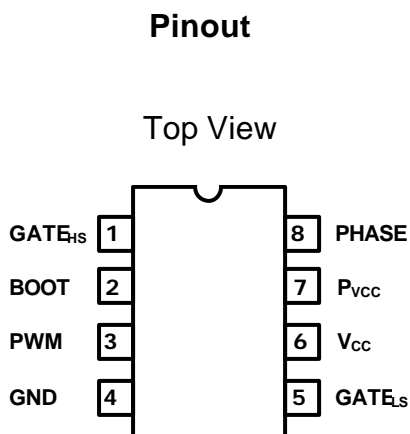 Pinout
Top View
GATEHS 1 8 PHASE
BOOT 2 7 PVCC
PWM 3 6 VCC
GND 4 5 GATELS